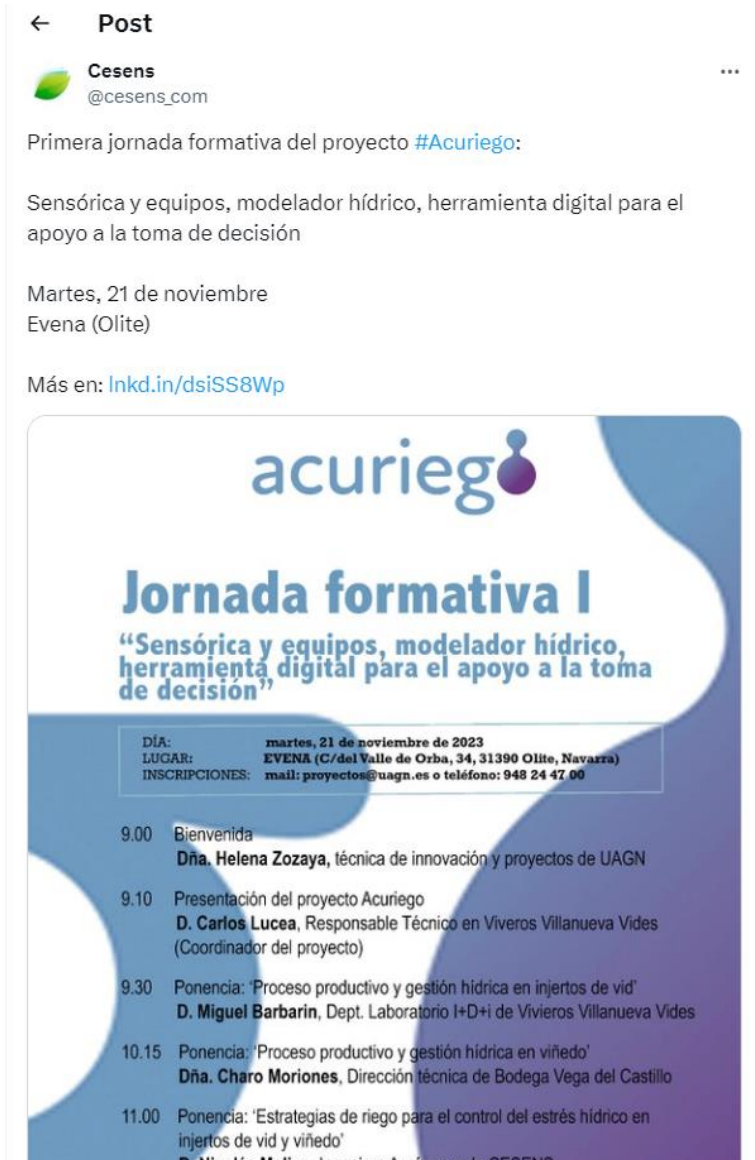 ← Post
Cesens
@cesens_com
Primera jornada formativa del proyecto #Acuriego:
Sensórica y equipos, modelador hídrico, herramienta digital para el
apoyo a la toma de decisión
Martes, 21 de noviembre
Evena (Olite)
Más en: lnkd.in/dsiSS8Wp
acuriego
Jornada formativa I
“Sensórica y equipos, modelador hídrico,
herramienta digital para el apoyo a la toma
de decisión”
DÍA: martes, 21 de noviembre de 2023
LUGAR: EVENA (C/del Valle de Orba, 34, 31390 Olite, Navarra)
INSCRIPCIONES: mail: proyectos@uagn.es o teléfono: 948 24 47 00
9.00 Bienvenida
Dña. Helena Zozaya, técnica de innovación y proyectos de UAGN
9.10 Presentación del proyecto Acuriego
D. Carlos Lucea, Responsable Técnico en Viveros Villanueva Vides
(Coordinador del proyecto)
9.30 Ponencia: ‘Proceso productivo y gestión hídrica en injertos de vid’
D. Miguel Barbarin, Dept. Laboratorio I+D+i de Vivieros Villanueva Vides
10.15 Ponencia: ‘Proceso productivo y gestión hídrica en viñedo’
Dña. Charo Moriones, Dirección técnica de Bodega Vega del Castillo
11.00 Ponencia: ‘Estrategias de riego para el control del estrés hídrico en
injertos de vid y viñedo’